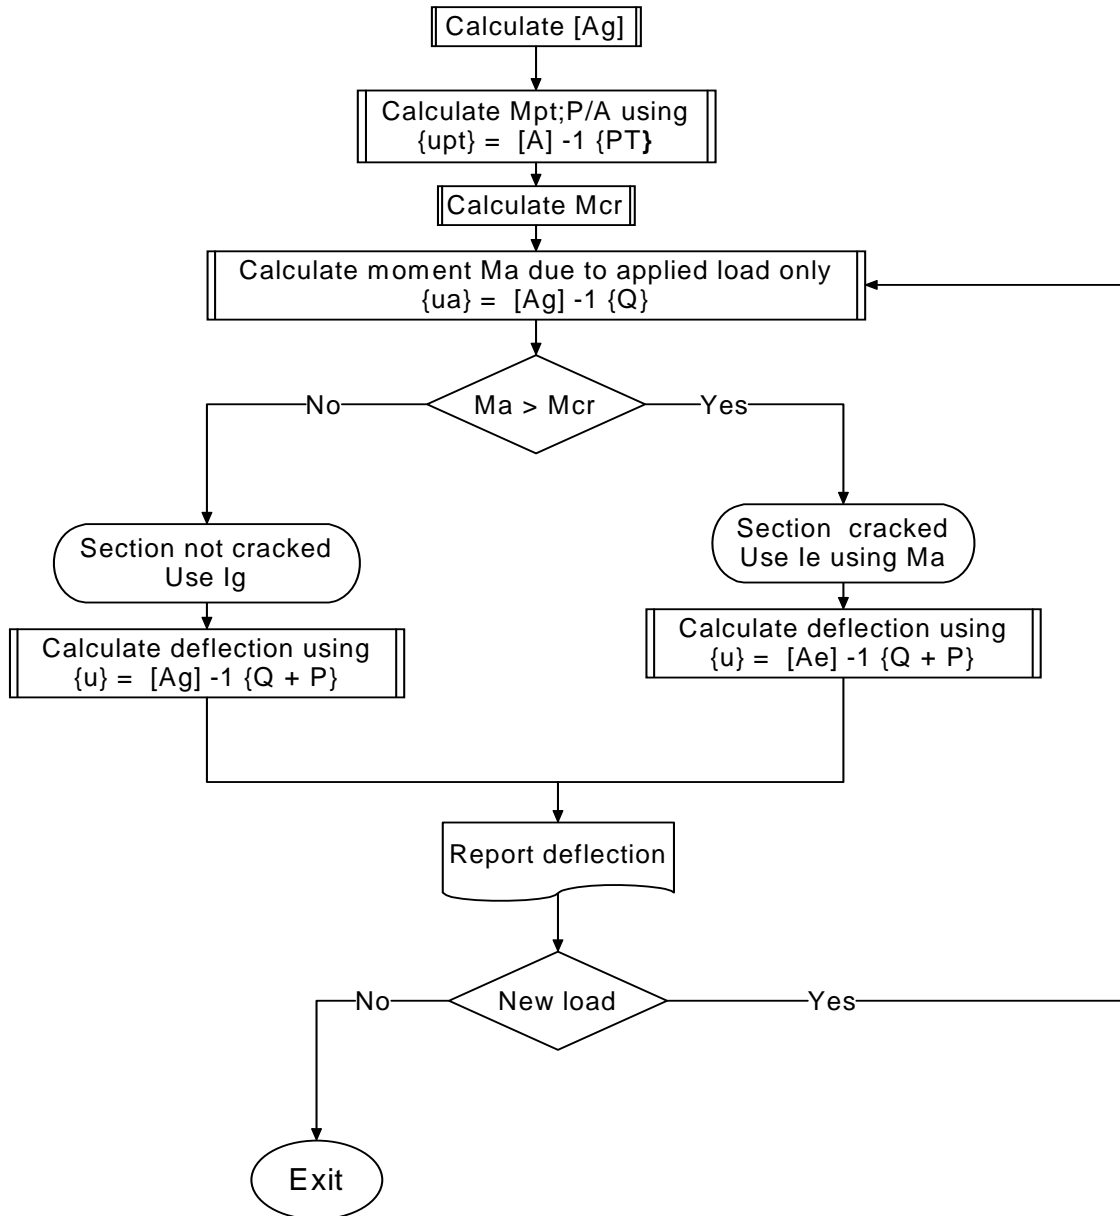 Calculate [Ag]
Calculate Mpt;P/A using
{upt} = [A] -1 {PT}
Calculate Mcr
Calculate moment Ma due to applied load only
{ua} = [Ag] -1 {Q}
No
Ma > Mcr
Yes
Section not cracked
Use Ig
Section cracked
Use Ie using Ma
Calculate deflection using
{u} = [Ag] -1 {Q + P}
Calculate deflection using
{u} = [Ae] -1 {Q + P}
Report deflection
No
New load
Yes
Exit